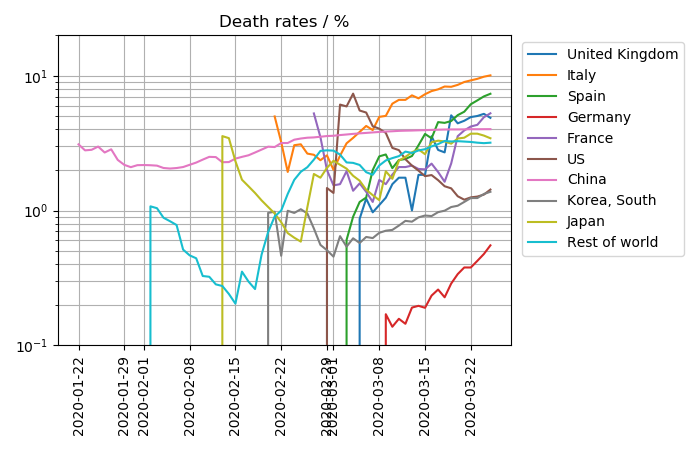 Death rates / %
10¹
10⁰
10⁻¹
2020-01-22
2020-01-29
2020-02-01
2020-02-08
2020-02-15
2020-02-22
2020-02-29
2020-03-01
2020-03-08
2020-03-15
2020-03-22
United Kingdom
Italy
Spain
Germany
France
US
China
Korea, South
Japan
Rest of world